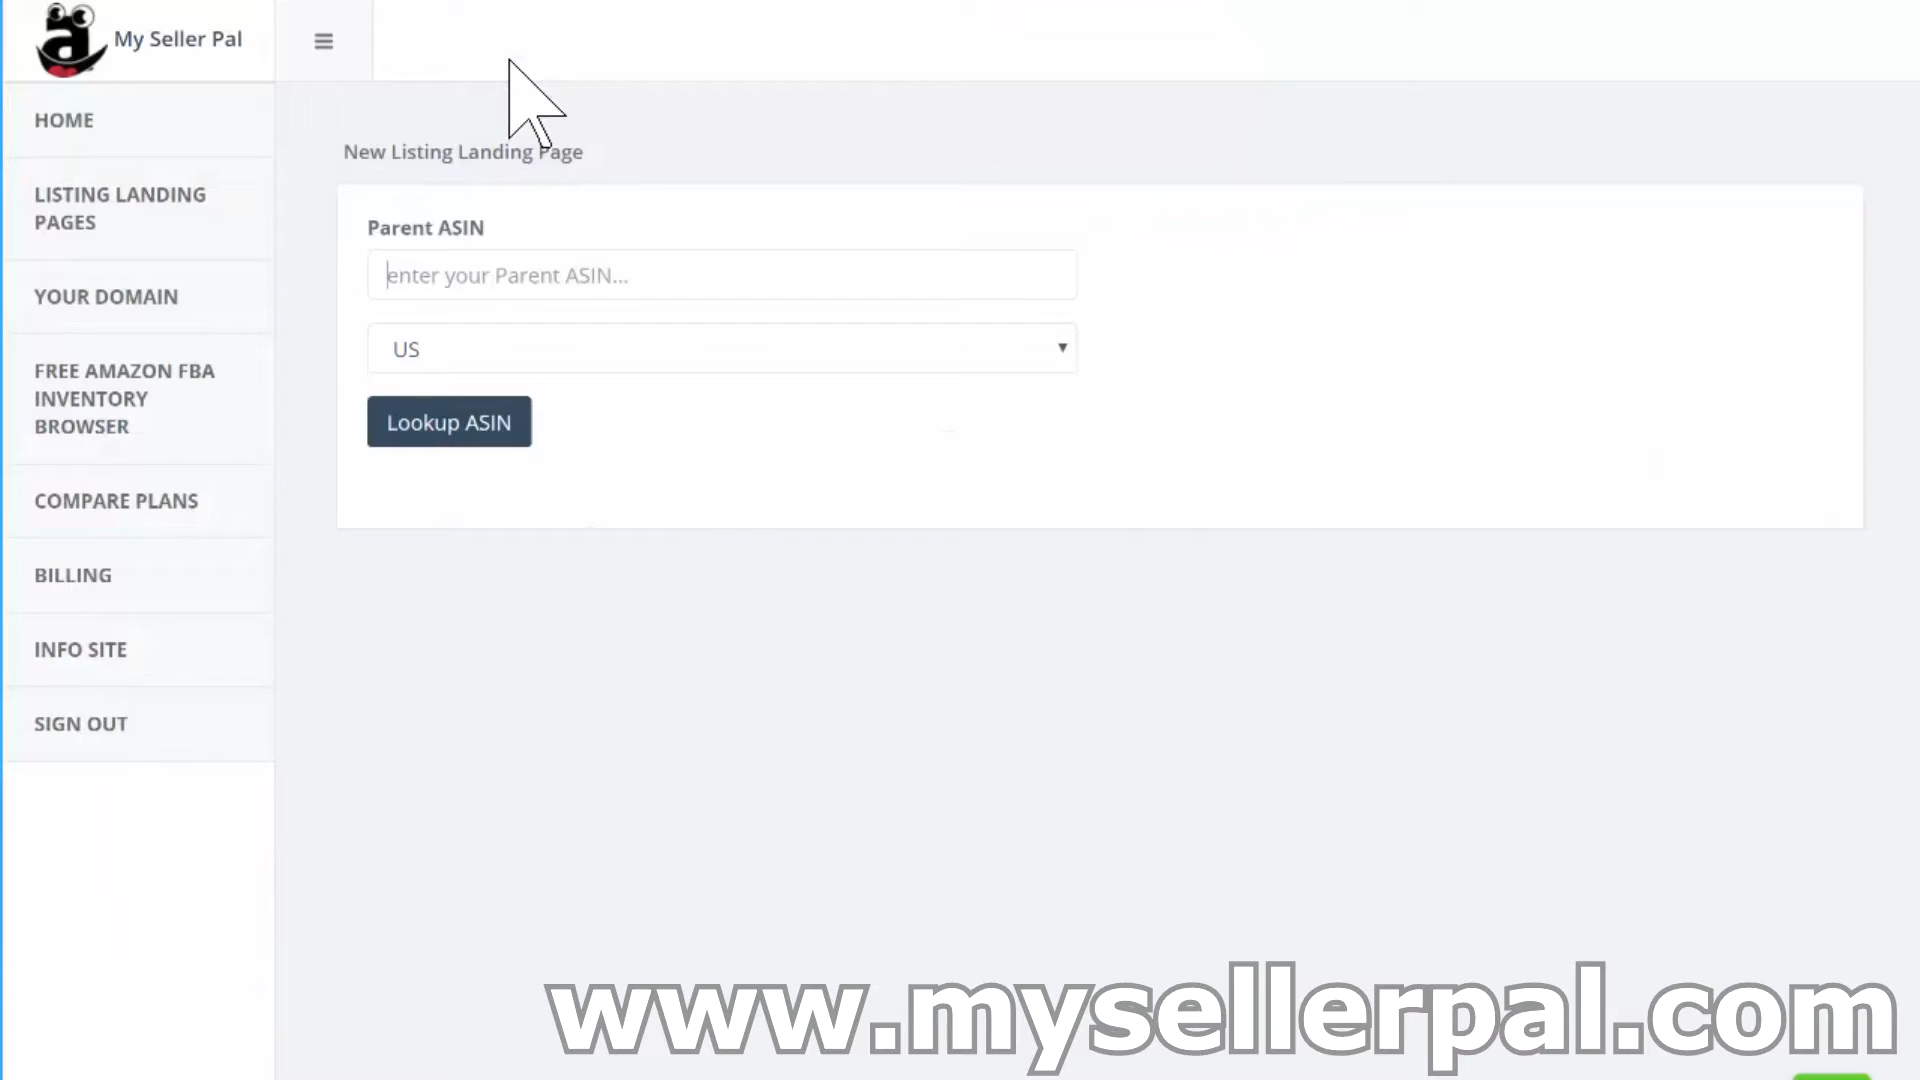 My Seller Pal
HOME
LISTING LANDING
PAGES
YOUR DOMAIN
FREE AMAZON FBA
INVENTORY
BROWSER
COMPARE PLANS
BILLING
INFO SITE
SIGN OUT
New Listing Landing Page
Parent ASIN
enter your Parent ASIN...
US
Lookup ASIN
www.mysellerpal.com